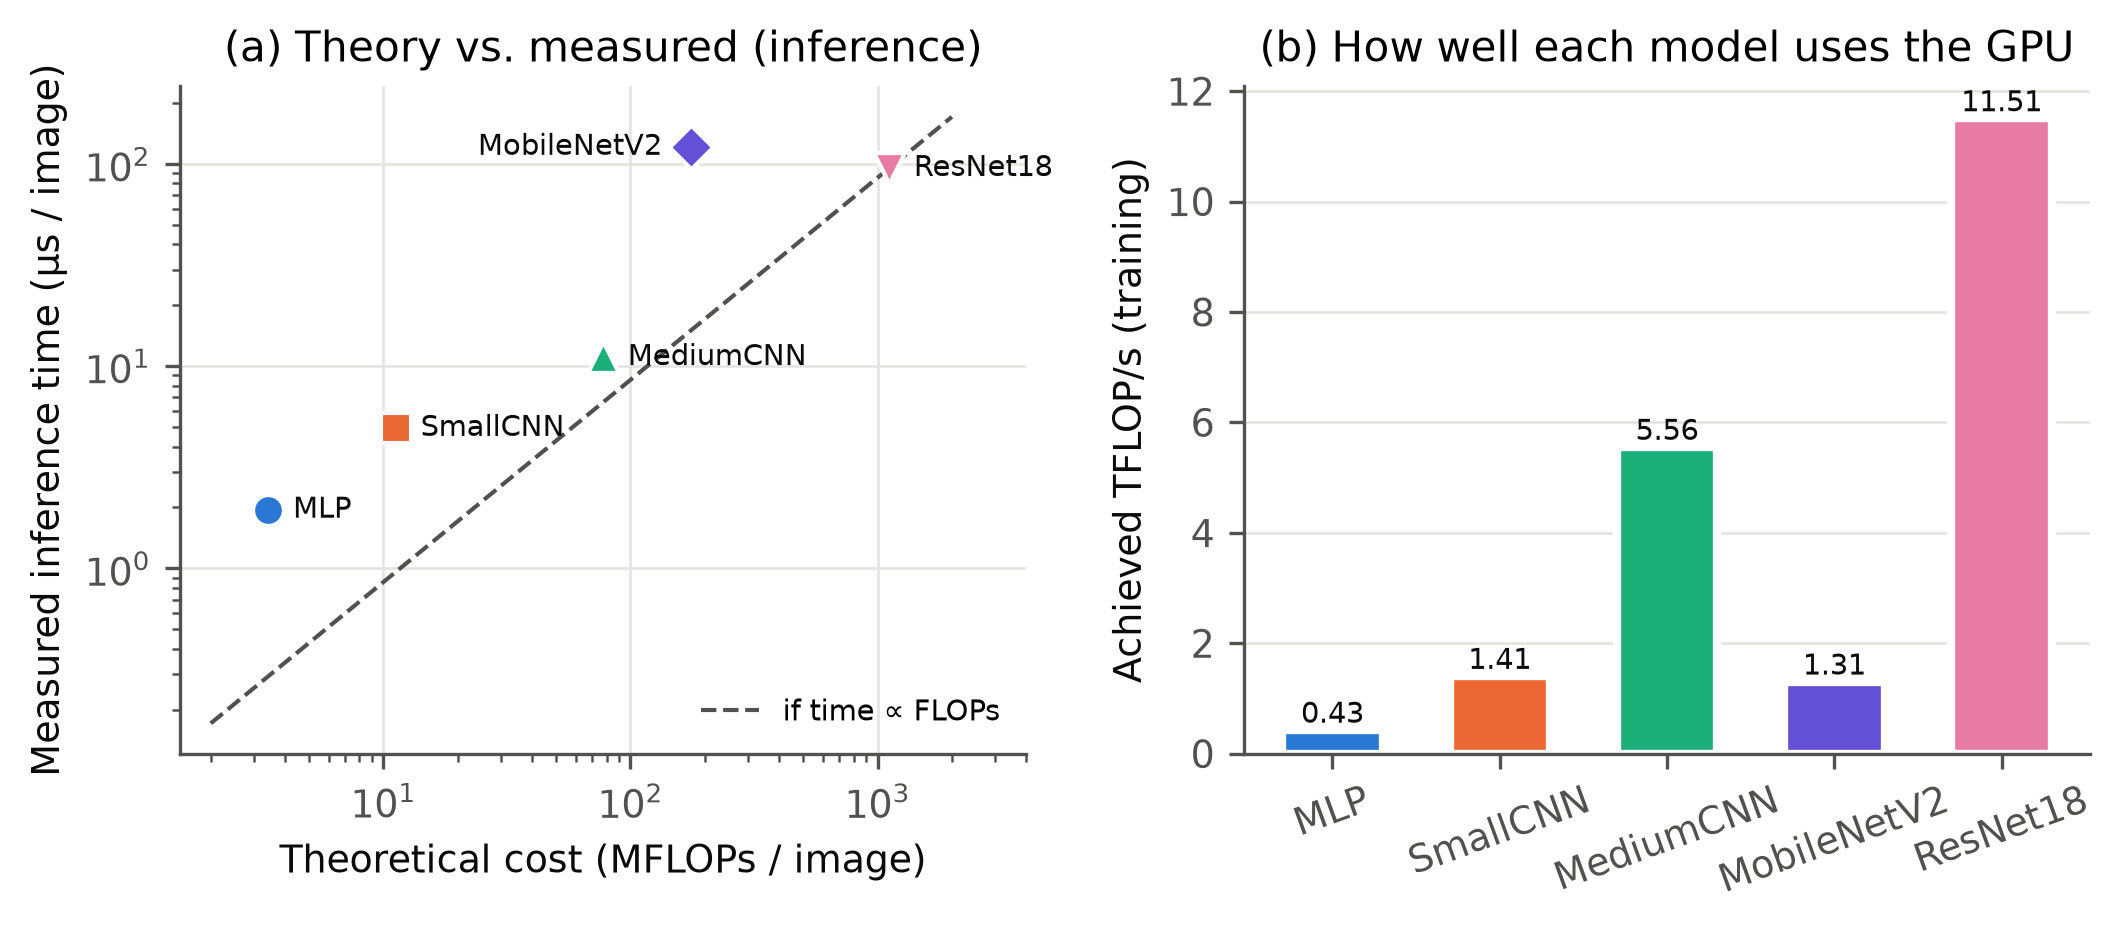 (a) Theory vs. measured (inference)
Measured inference time (µs / image)
10²
10¹
10⁰
MobileNetV2
ResNet18
MediumCNN
SmallCNN
MLP
if time ∝ FLOPs
10¹ 10² 10³
Theoretical cost (MFLOPs / image)
(b) How well each model uses the GPU
Achieved TFLOP/s (training)
12
10
8
6
4
2
0
0.43
1.41
5.56
1.31
11.51
MLP
SmallCNN
MediumCNN
MobileNetV2
ResNet18